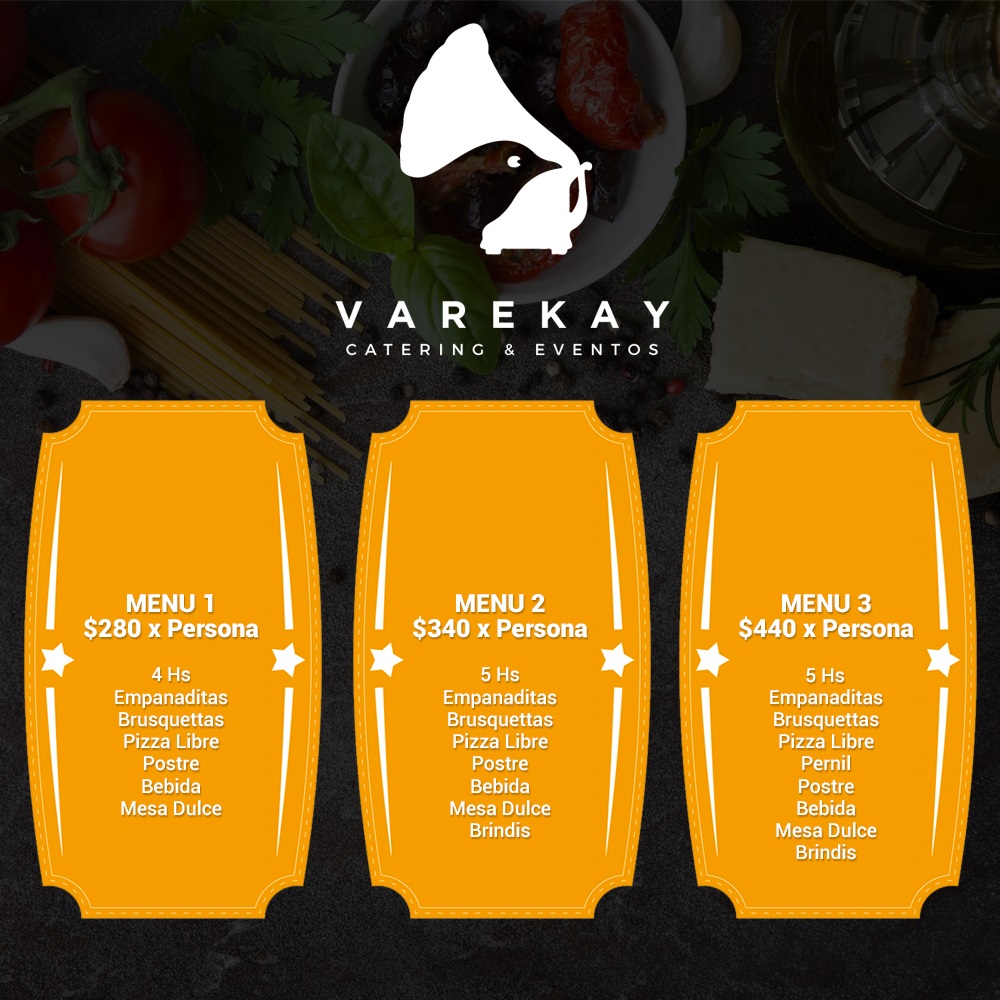 VAREKAY
CATERING & EVENTOS
MENU 1
$280 x Persona
4 Hs
Empanaditas
Brusquettas
Pizza Libre
Postre
Bebida
Mesa Dulce
MENU 2
$340 x Persona
5 Hs
Empanaditas
Brusquettas
Pizza Libre
Postre
Bebida
Mesa Dulce
Brindis
MENU 3
$440 x Persona
5 Hs
Empanaditas
Brusquettas
Pizza Libre
Pernil
Postre
Bebida
Mesa Dulce
Brindis